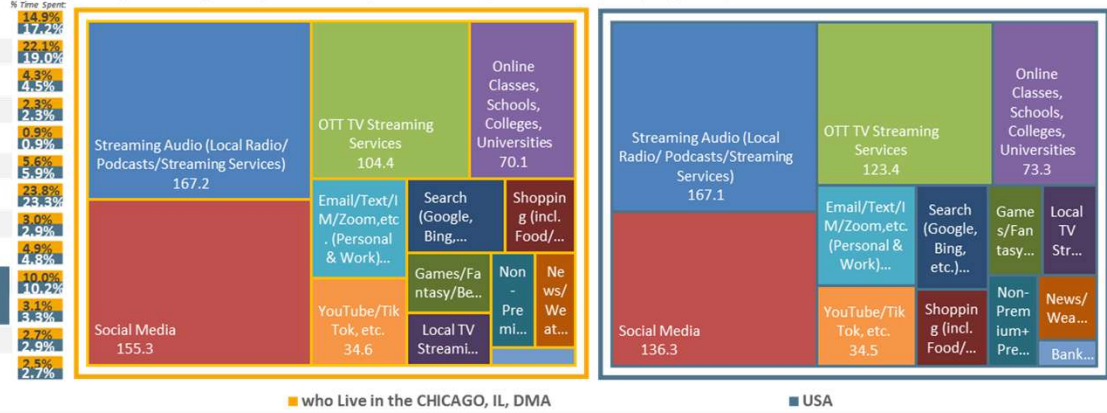 % Time Spent:
14.9%
17.2%
22.1%
19.0%
4.3%
4.5%
2.3%
2.3%
0.9%
0.9%
5.6%
5.9%
23.8%
23.3%
3.0%
2.9%
4.9%
4.8%
10.0%
10.2%
3.1%
3.3%
2.7%
2.9%
2.5%
2.7%
Streaming Audio (Local Radio/
Podcasts/Streaming Services)
167.2
Social Media
155.3
OTT TV Streaming
Services
104.4
Online
Classes,
Schools,
Colleges,
Universities
70.1
Email/Text/I
M/Zoom,etc
. (Personal
& Work)...
YouTube/Tik
Tok, etc.
34.6
Search
(Google,
Bing,...
Shoppin
g (incl.
Food/...
Games/Fa
ntasy/Be...
Local TV
Streami...
Non
-
Pre
mi...
Ne
ws/
We
at...
Streaming Audio (Local
Radio/ Podcasts/Streaming
Services)
167.1
Social Media
136.3
OTT TV Streaming
Services
123.4
Online
Classes,
Schools,
Colleges,
Universities
73.3
Email/Text/I
M/Zoom,etc.
(Personal &
Work)...
YouTube/Tik
Tok, etc.
34.5
Search
(Google,
Bing,
etc.)...
Shoppin
g (incl.
Food/...
Game
s/Fan
tasy...
Local
TV
Str...
Non-
Prem
ium+
Pre...
News/
Wea...
Bank...
who Live in the CHICAGO, IL, DMA
USA